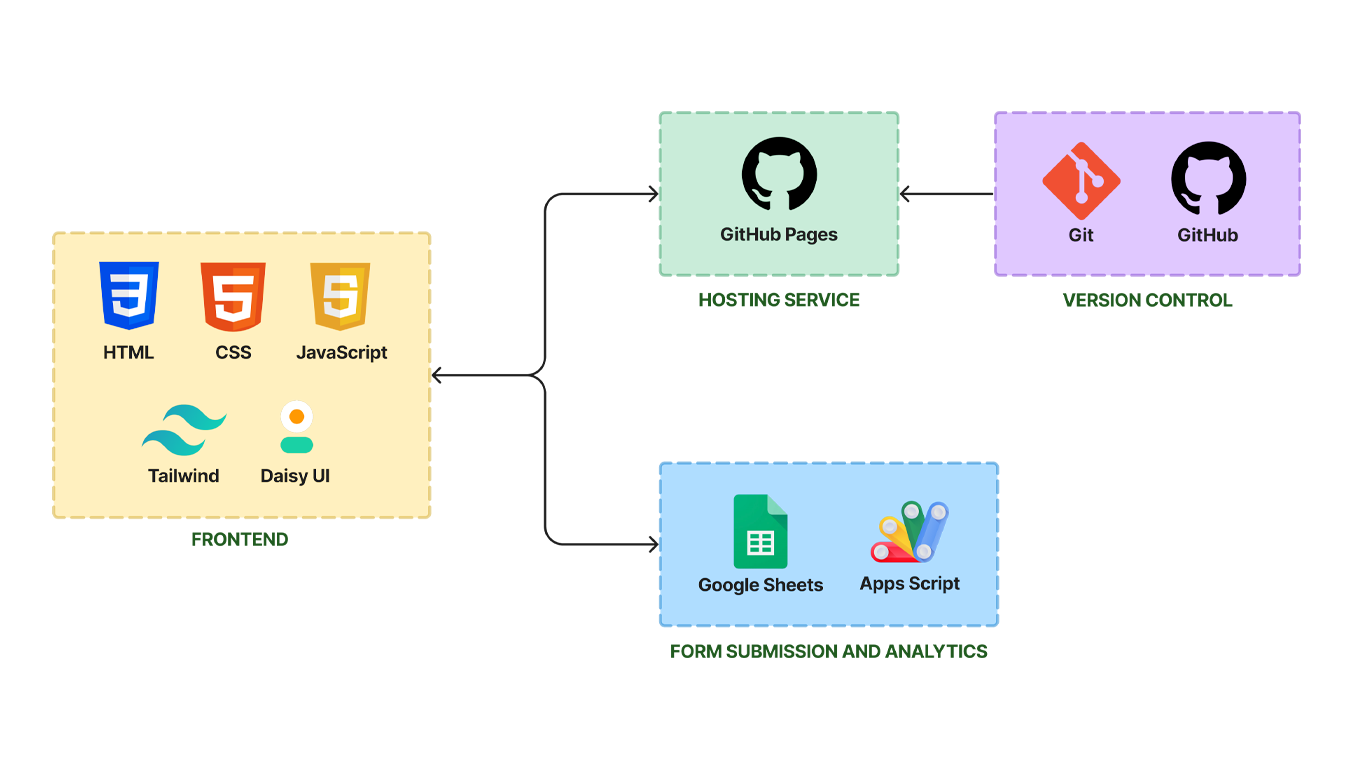 HTML
CSS
JavaScript
Tailwind
Daisy UI
FRONTEND
GitHub Pages
HOSTING SERVICE
Git
GitHub
VERSION CONTROL
Google Sheets
Apps Script
FORM SUBMISSION AND ANALYTICS